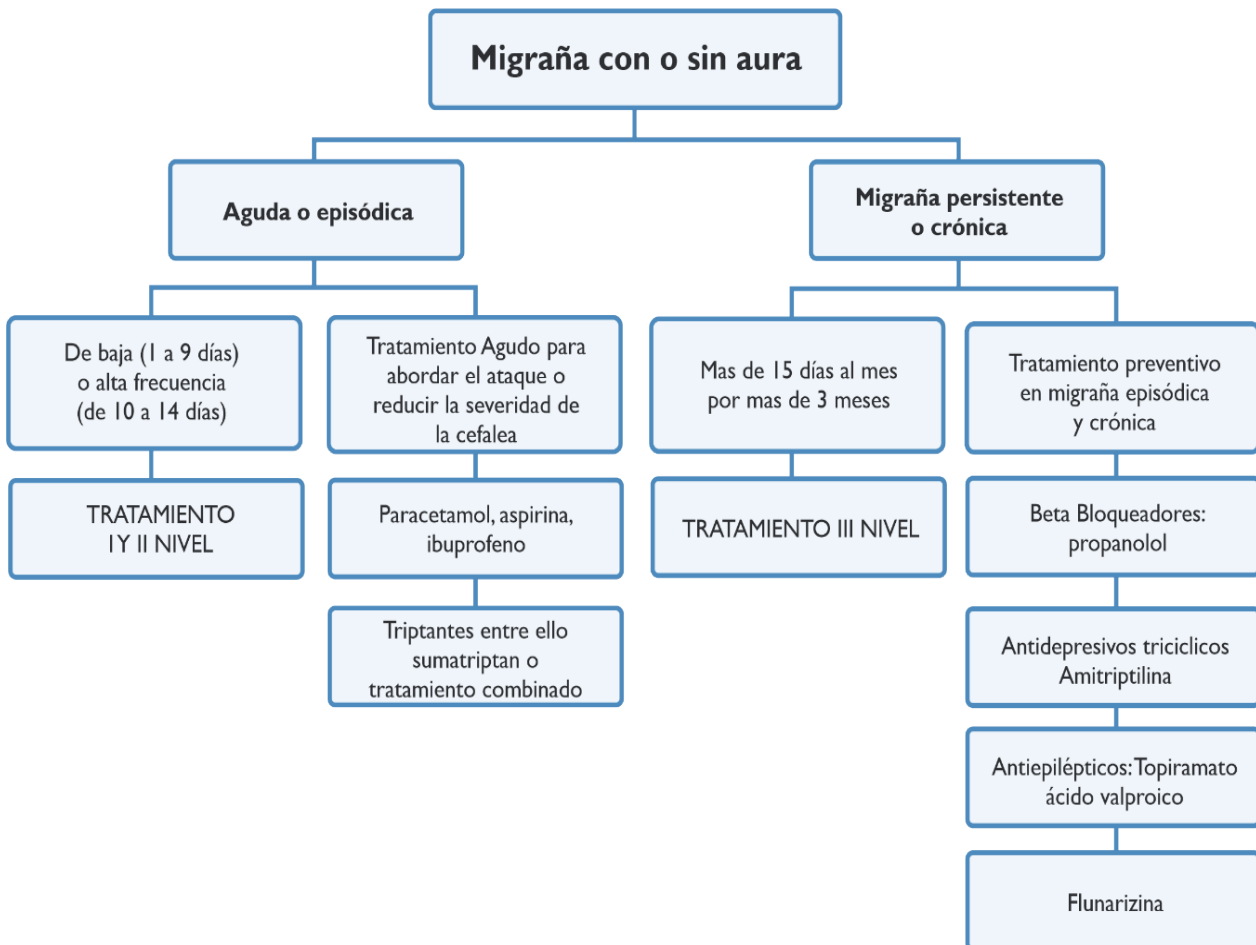 Migraña con o sin aura
Aguda o episódica
Migraña persistente
o crónica
De baja (1 a 9 días)
o alta frecuencia
(de 10 a 14 días)
Tratamiento Agudo para
abordar el ataque o
reducir la severidad de
la cefalea
Mas de 15 días al mes
por mas de 3 meses
Tratamiento preventivo
en migraña episódica
y crónica
TRATAMIENTO
I Y II NIVEL
Paracetamol, aspirina,
ibuprofeno
TRATAMIENTO III NIVEL
Beta Bloqueadores:
propanolol
Triptantes entre ello
sumatriptan o
tratamiento combinado
Antidepresivos triciclicos
Amitriptilina
Antiepilépticos: Topiramato
ácido valproico
Flunarizina